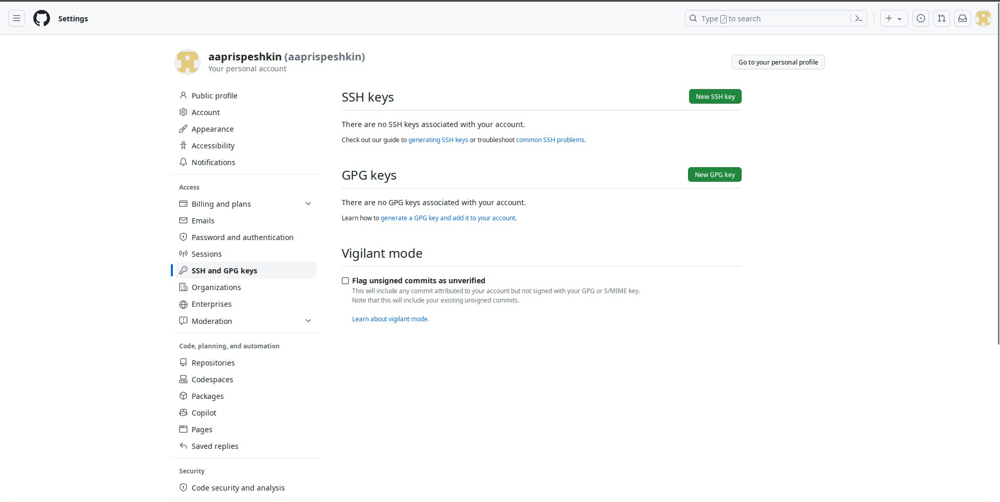 Settings
Type / to search
aaprispeshkin (aaprispeshkin)
Your personal account
Go to your personal profile
Public profile
Account
Appearance
Accessibility
Notifications
Access
Billing and plans
Emails
Password and authentication
Sessions
SSH and GPG keys
Organizations
Enterprises
Moderation
Code, planning, and automation
Repositories
Codespaces
Packages
Copilot
Pages
Saved replies
Security
Code security and analysis
SSH keys
New SSH key
There are no SSH keys associated with your account.
Check out our guide to generating SSH keys or troubleshoot common SSH problems.
GPG keys
New GPG key
There are no GPG keys associated with your account.
Learn how to generate a GPG key and add it to your account.
Vigilant mode
Flag unsigned commits as unverified
This will include any commit attributed to your account but not signed with your GPG or S/MIME key.
Note that this will include your existing unsigned commits.
Learn about vigilant mode.